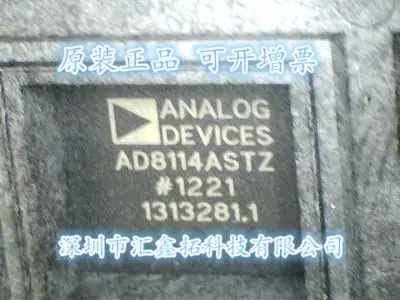 原装正品 可开增票
ANALOG
DEVICES
AD8114ASTZ
#1221
1313281.1
深圳市汇鑫拓科技有限公司